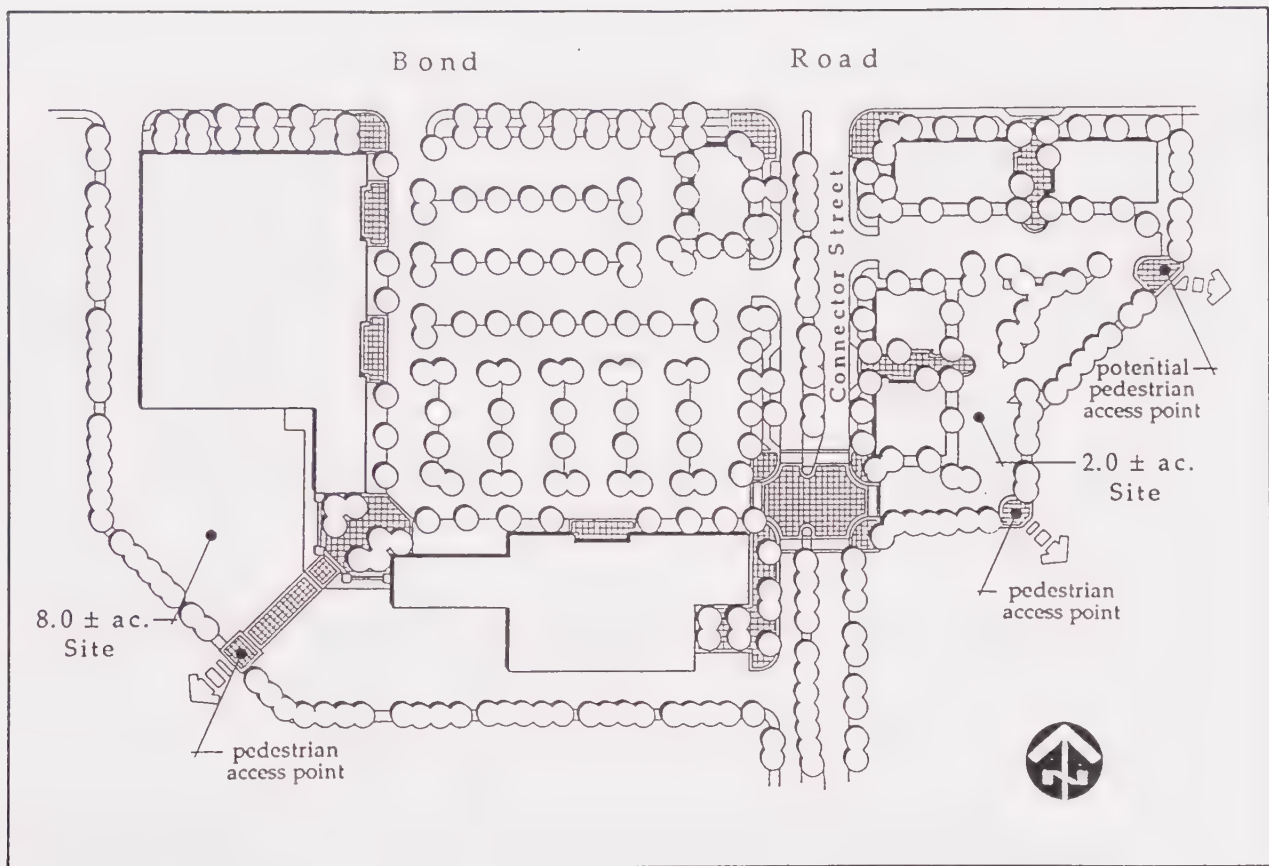 Bond Road
Connector Street
potential
pedestrian
access point
2.0 ± ac.
Site
pedestrian
access point
8.0 ± ac.
Site
pedestrian
access point